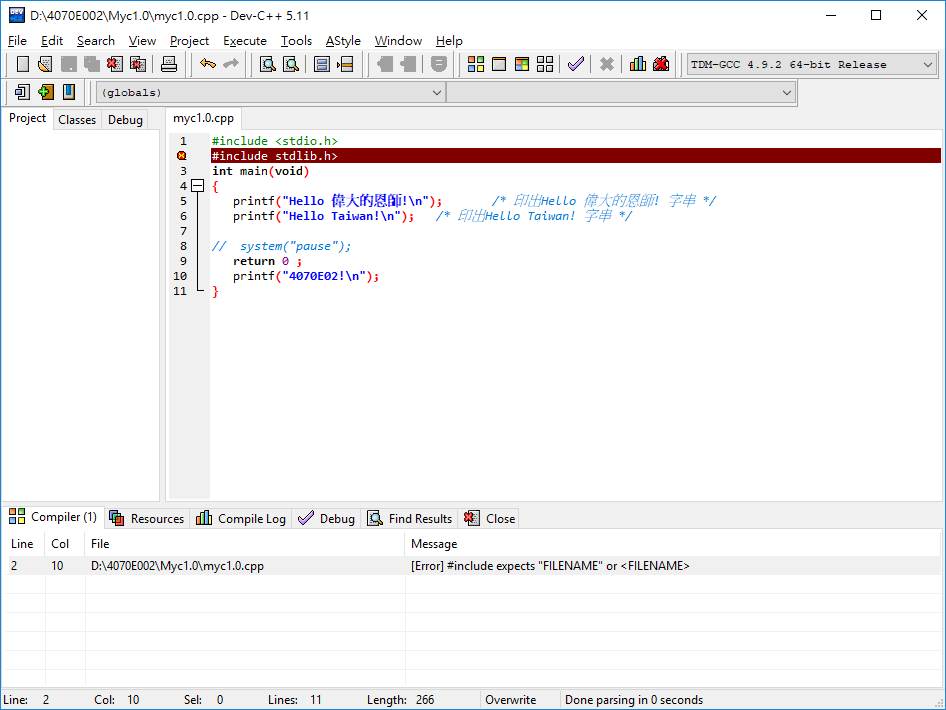 D:\4070E002\Myc1.0\myc1.0.cpp - Dev-C++ 5.11
File Edit Search View Project Execute Tools AStyle Window Help
TDM-GCC 4.9.2 64-bit Release
(globals)
Project Classes Debug myc1.0.cpp
1 #include <stdio.h>
#include stdlib.h>
3 int main(void)
4 {
5 printf("Hello 偉大的恩師!\n"); /* 印出Hello 偉大的恩師! 字串 */
6 printf("Hello Taiwan!\n"); /* 印出Hello Taiwan! 字串 */
7
8 // system("pause");
9 return 0 ;
10 printf("4070E02!\n");
11 }
Compiler (1) Resources Compile Log Debug Find Results Close
Line Col File Message
2 10 D:\4070E002\Myc1.0\myc1.0.cpp [Error] #include expects "FILENAME" or <FILENAME>
Line: 2 Col: 10 Sel: 0 Lines: 11 Length: 266 Overwrite Done parsing in 0 seconds